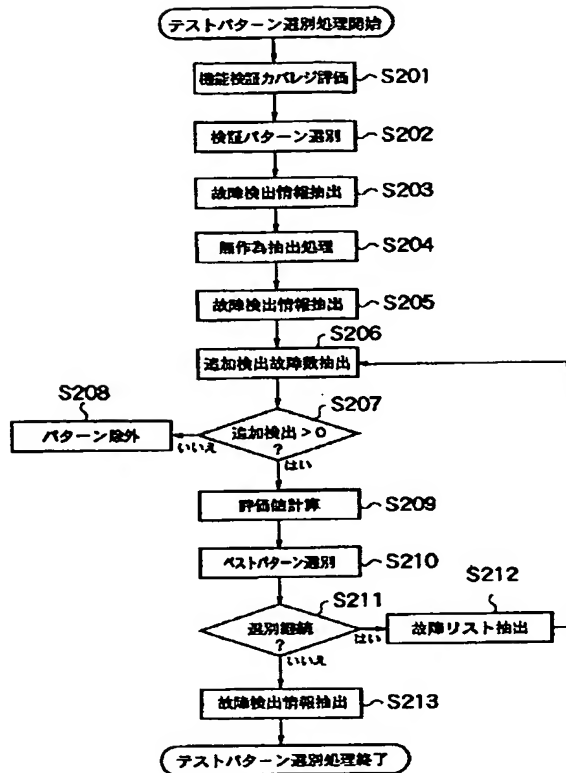 テストパターン選別処理開始
機能検証カバレジ評価
S201
検証パターン選別
S202
故障検出情報抽出
S203
無作為抽出処理
S204
故障検出情報抽出
S205
S206
追加検出故障数抽出
S208
S207
パターン除外
追加検出>0
?
いいえ
はい
評価値計算
S209
ベストパターン選別
S210
S212
S211
選別継続
?
はい
故障リスト抽出
いいえ
故障検出情報抽出
S213
テストパターン選別処理終了